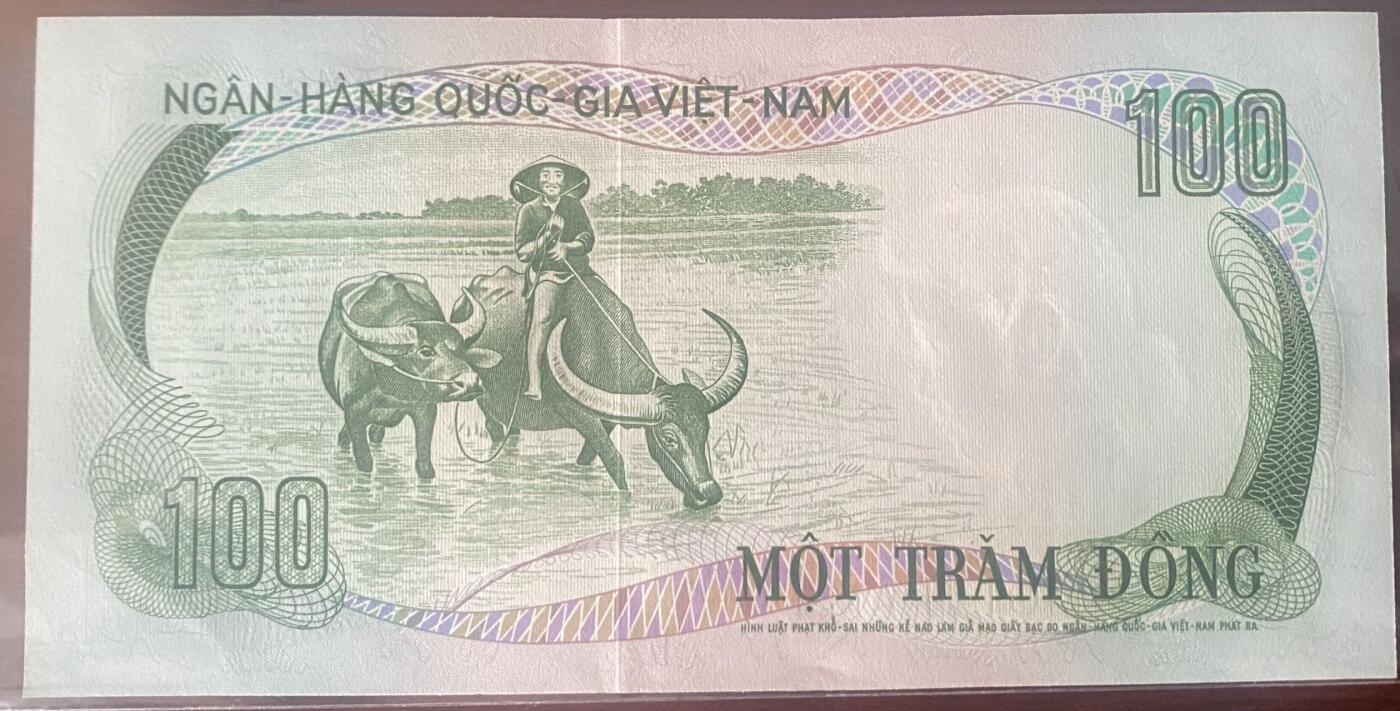 NGÂN-HÀNG QUỐC-GIA VIỆT-NAM
100
100
MỘT TRĂM ĐỒNG
HÌNH LUẬT PHẠT KHỔ-SAI NHỮNG KẺ NÀO LÀM GIẢ MẠO GIẤY BẠC DO NGÂN-HÀNG QUỐC-GIA VIỆT-NAM PHÁT RA.